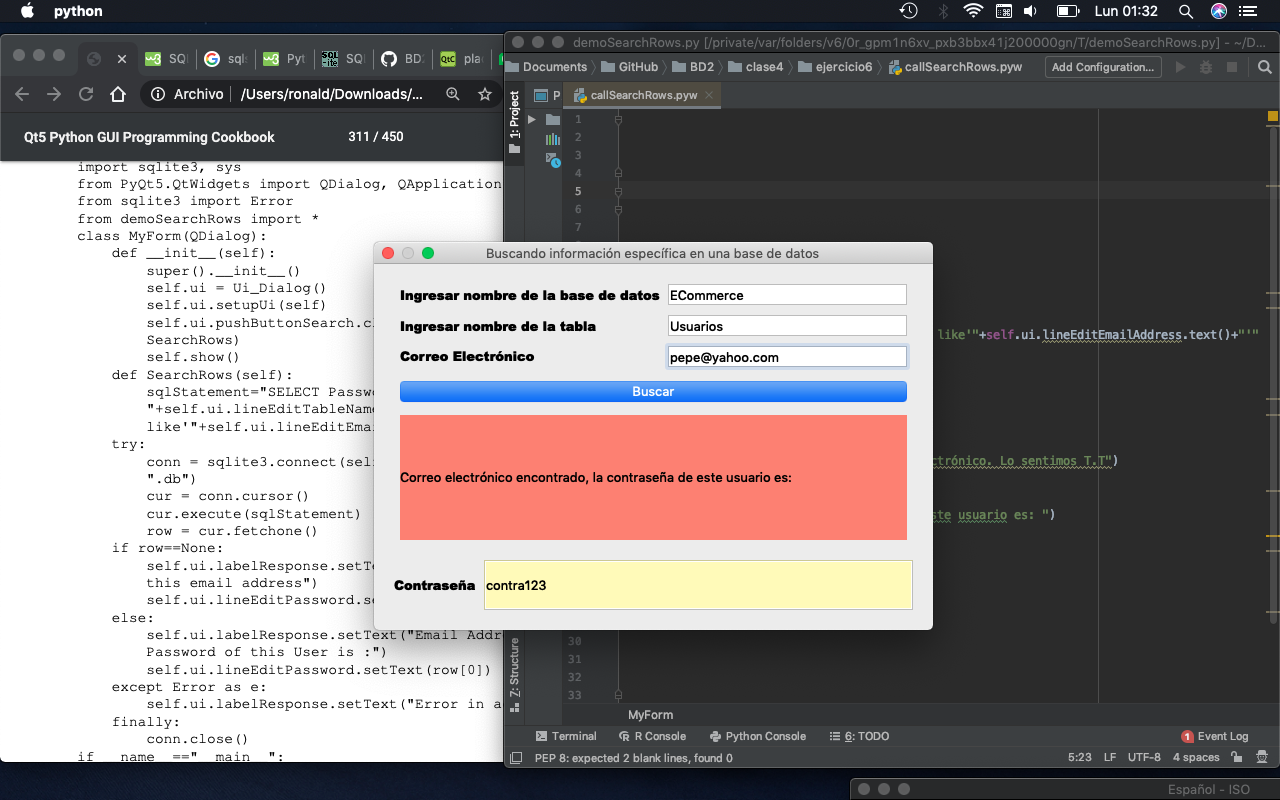 python
Lun 01:32
SQ
sql
Pyt
SQ
BD
pla
Archivo
/Users/ronald/Downloads/...
Qt5 Python GUI Programming Cookbook
311 / 450
import sqlite3, sys
from PyQt5.QtWidgets import QDialog, QApplication
from sqlite3 import Error
from demoSearchRows import *
class MyForm(QDialog):
def __init__(self):
super().__init__()
self.ui = Ui_Dialog()
self.ui.setupUi(self)
self.ui.pushButtonSearch.c
SearchRows)
self.show()
def SearchRows(self):
sqlStatement="SELECT Passw
"+self.ui.lineEditTableName
like'"+self.ui.lineEditEma
try:
conn = sqlite3.connect(sel
".db")
cur = conn.cursor()
cur.execute(sqlStatement)
row = cur.fetchone()
if row==None:
self.ui.labelResponse.setT
this email address")
self.ui.lineEditPassword.se
else:
self.ui.labelResponse.setText("Email Addr
Password of this User is :")
self.ui.lineEditPassword.setText(row[0])
except Error as e:
self.ui.labelResponse.setText("Error in a
finally:
conn.close()
if __name__=="__main__":
demoSearchRows.py [/private/var/folders/v6/0r_gpm1n6xv_pxb3bbx41j200000gn/T/demoSearchRows.py] - ~/D...
Documents
GitHub
BD2
clase4
ejercicio6
callSearchRows.pyw
Add Configuration...
P
callSearchRows.pyw
1: Project
1
2
3
4
5
6
7
8
like'"+self.ui.lineEditEmailAddress.text()+"'"
ctrónico. Lo sentimos T.T")
ste usuario es: ")
30
31
32
33
Z: Structure
MyForm
Terminal
R Console
Python Console
6: TODO
1
Event Log
PEP 8: expected 2 blank lines, found 0
5:23
LF
UTF-8
4 spaces
Español - ISO
Buscando información específica en una base de datos
Ingresar nombre de la base de datos
ECommerce
Ingresar nombre de la tabla
Usuarios
Correo Electrónico
pepe@yahoo.com
Buscar
Correo electrónico encontrado, la contraseña de este usuario es:
Contraseña
contra123